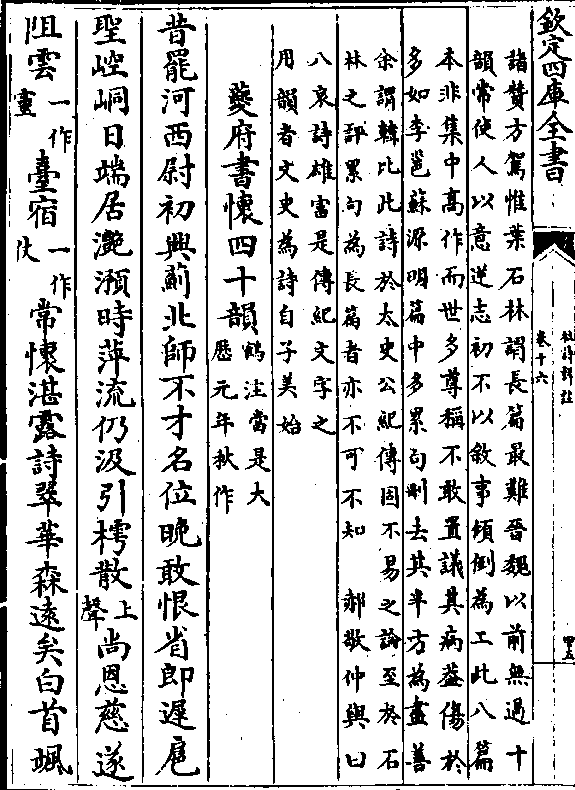 欽定四庫全書
杜詩詳註
卷十六
諸贊方駕惟葉石林謂長篇最難晉魏以前無過十
韻常使人以意逆志初不以敘事傾倒為工此八篇
本非集中高作而世多尊稱不敢置議其病蓋傷於
多如李邕蘇源明篇中多累句刪去其半方為盡善
余謂韓比此詩於太史公紀傳固不易之論至於石
林之評累句為長篇者亦不可不知 郝敬仲與曰
八哀詩雄富是傳紀文字之
用韻者文史為詩自子美始
夔府書懷四十韻鶴注當是大歷元年秋作
昔罷河西尉初興薊北師不才名位晚敢恨省郎遲扈
聖崆峒日端居灩澦時萍流仍汲引樗散上聲尚恩慈遂
阻雲一作畫臺宿一作仗常懷湛露詩翠華森遠矣白首颯